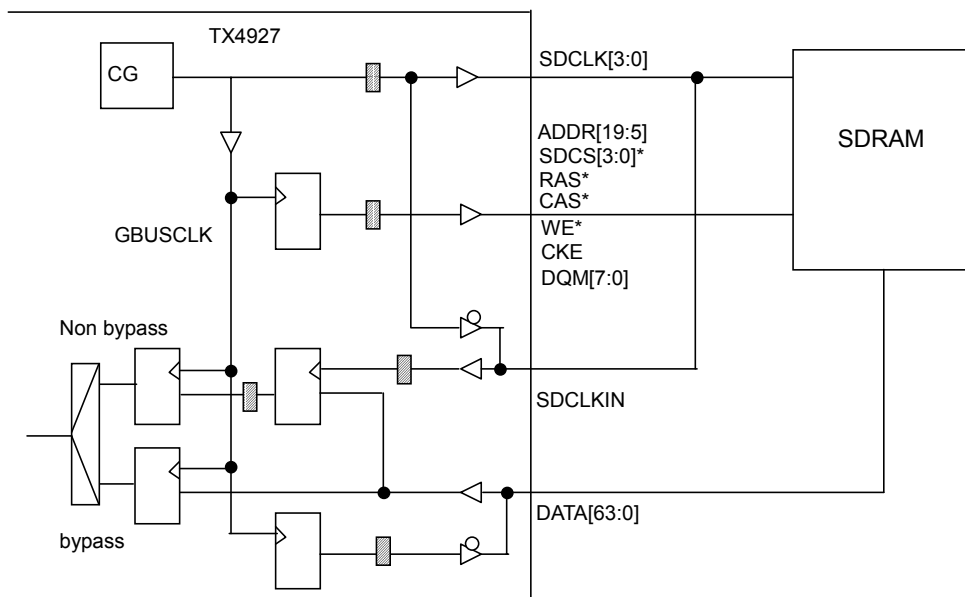 TX4927
CG
SDCLK[3:0]
ADDR[19:5]
SDCS[3:0]*
RAS*
CAS*
WE*
CKE
DQM[7:0]
SDRAM
GBUSCLK
Non bypass
SDCLKIN
DATA[63:0]
bypass